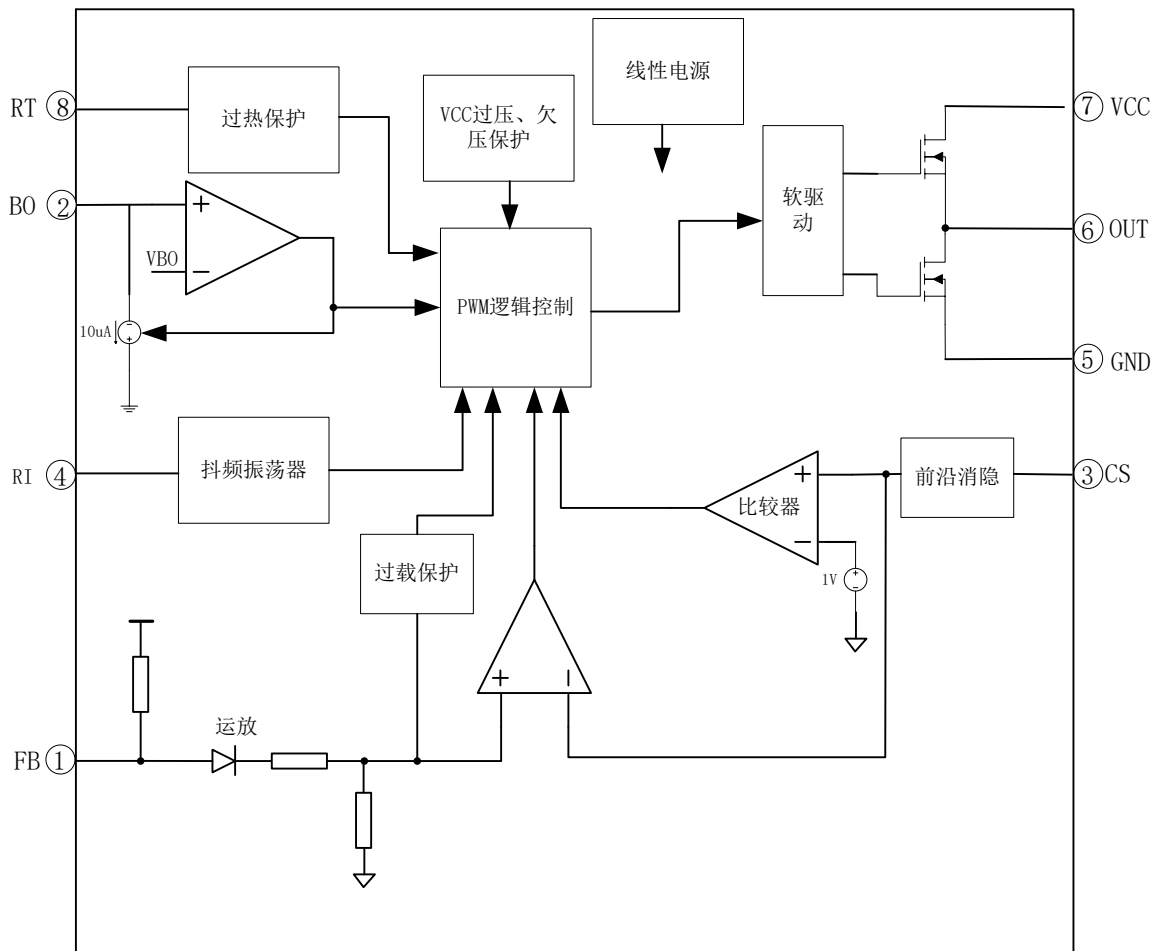 线性电源
RT ⑧
过热保护
VCC过压、欠
压保护
⑦ VCC
BO ②
+
VBO
−
软驱
动
⑥ OUT
10uA
PWM逻辑控制
⑤ GND
RI ④
抖频振荡器
+
比较器
−
前沿消隐
③CS
过载保护
1V
+
−
运放
FB ①